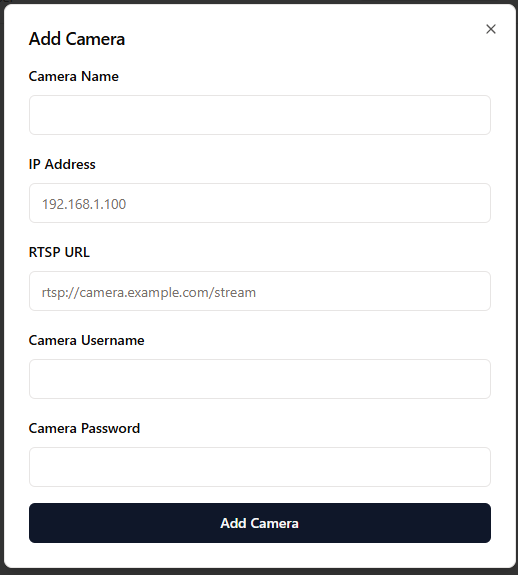 Add Camera
Camera Name
IP Address
192.168.1.100
RTSP URL
rtsp://camera.example.com/stream
Camera Username
Camera Password
Add Camera